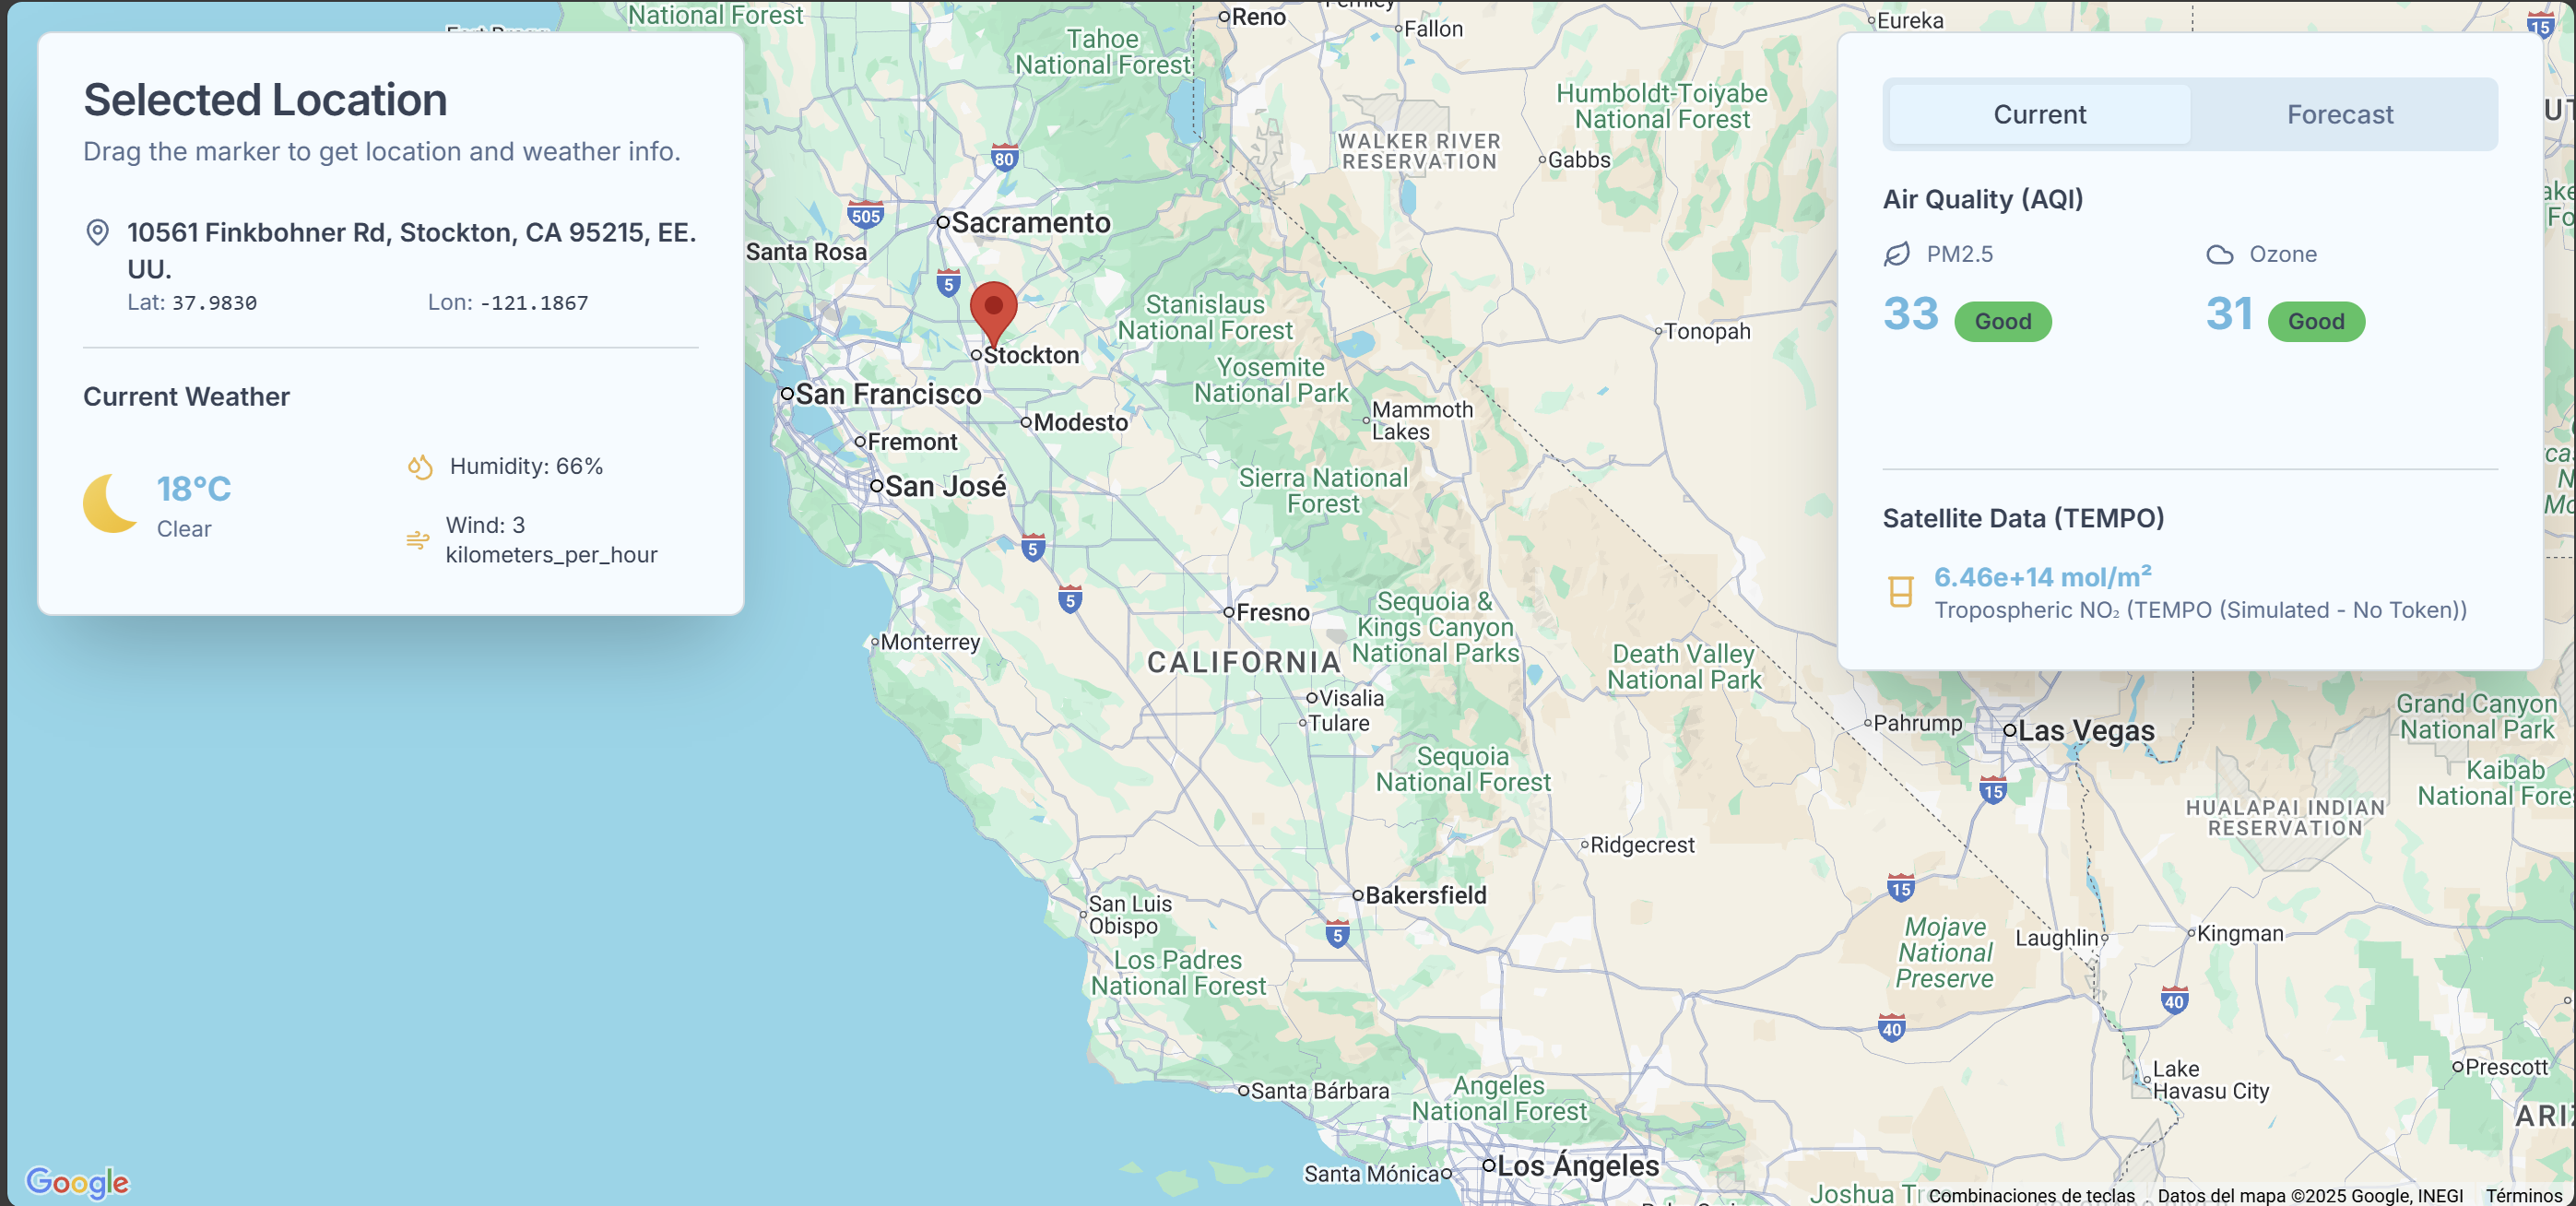 Selected Location
Drag the marker to get location and weather info.
10561 Finkbohner Rd, Stockton, CA 95215, EE.
UU.
Lat: 37.9830
Lon: -121.1867
Current Weather
18°C
Clear
Humidity: 66%
Wind: 3
kilometers_per_hour
Current
Forecast
Air Quality (AQI)
PM2.5
Ozone
33
Good
31
Good
Satellite Data (TEMPO)
6.46e+14 mol/m²
Tropospheric NO₂ (TEMPO (Simulated - No Token))
National Forest
Reno
Fallon
Eureka
15
Tahoe
National Forest
Humboldt-Toiyabe
National Forest
WALKER RIVER
RESERVATION
Gabbs
80
505
Sacramento
Santa Rosa
5
Stanislaus
National Forest
Tonopah
Stockton
Yosemite
National Park
San Francisco
Mammoth
Lakes
Modesto
Fremont
Sierra National
Forest
San José
5
5
Fresno
Sequoia &
Kings Canyon
National Parks
Monterrey
CALIFORNIA
Death Valley
National Park
Visalia
Tulare
Pahrump
Las Vegas
Grand Canyon
National Park
Sequoia
National Forest
Kaibab
National Fore
15
HUALAPAI INDIAN
RESERVATION
Ridgecrest
15
Bakersfield
San Luis
Obispo
5
Mojave
National
Preserve
Laughlin
Kingman
Los Padres
National Forest
40
40
Lake
Havasu City
Prescott
Santa Bárbara
Angeles
National Forest
ARI
Santa Mónica
Los Ángeles
Joshua Tr
Google
Combinaciones de teclas
Datos del mapa ©2025 Google, INEGI
Términos